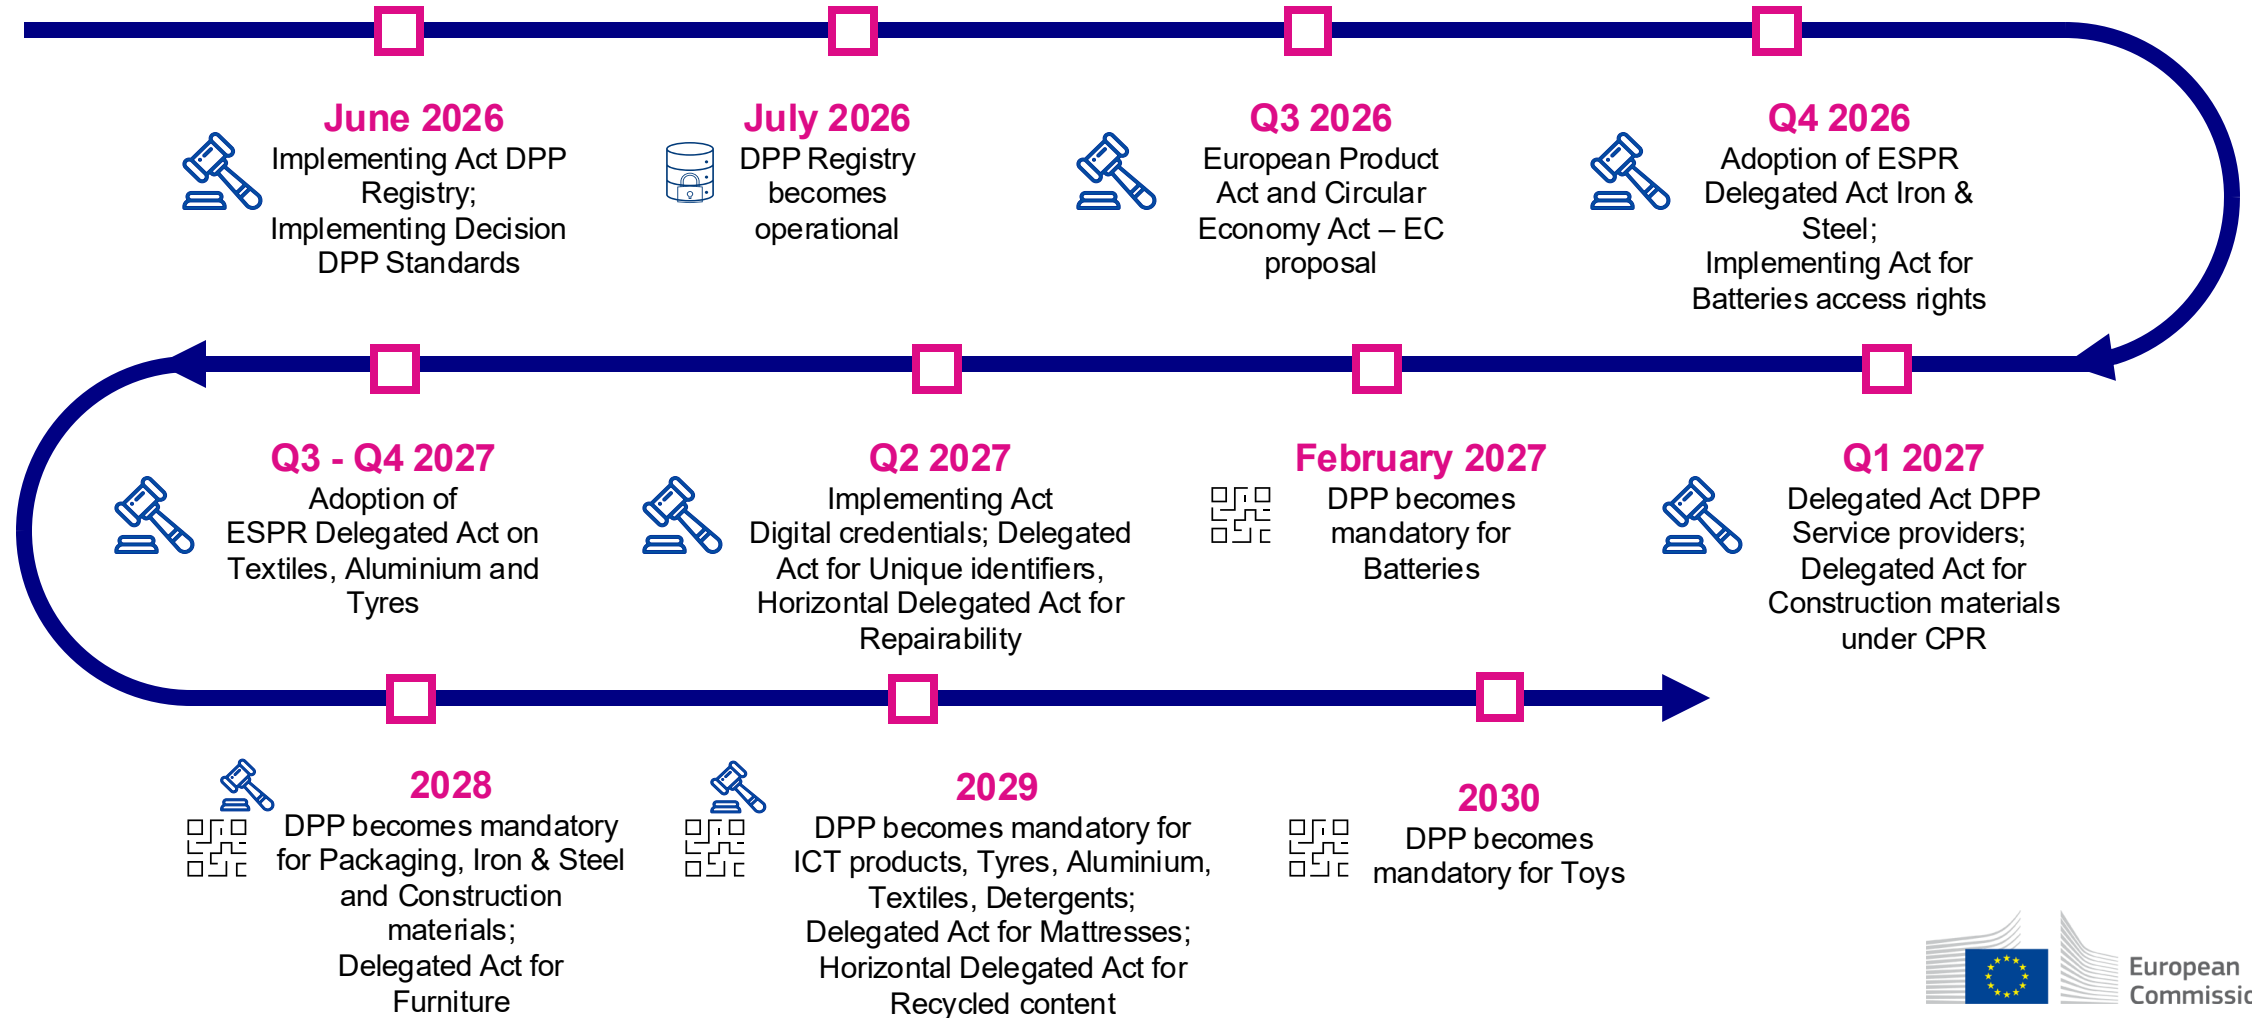 June 2026
Implementing Act DPP
Registry;
Implementing Decision
DPP Standards
July 2026
DPP Registry
becomes
operational
Q3 2026
European Product
Act and Circular
Economy Act – EC
proposal
Q4 2026
Adoption of ESPR
Delegated Act Iron &
Steel;
Implementing Act for
Batteries access rights
Q3 - Q4 2027
Adoption of
ESPR Delegated Act on
Textiles, Aluminium and
Tyres
Q2 2027
Implementing Act
Digital credentials; Delegated
Act for Unique identifiers,
Horizontal Delegated Act for
Repairability
February 2027
DPP becomes
mandatory for
Batteries
Q1 2027
Delegated Act DPP
Service providers;
Delegated Act for
Construction materials
under CPR
2028
DPP becomes mandatory
for Packaging, Iron & Steel
and Construction
materials;
Delegated Act for
Furniture
2029
DPP becomes mandatory for
ICT products, Tyres, Aluminium,
Textiles, Detergents;
Delegated Act for Mattresses;
Horizontal Delegated Act for
Recycled content
2030
DPP becomes
mandatory for Toys
European
Commissio